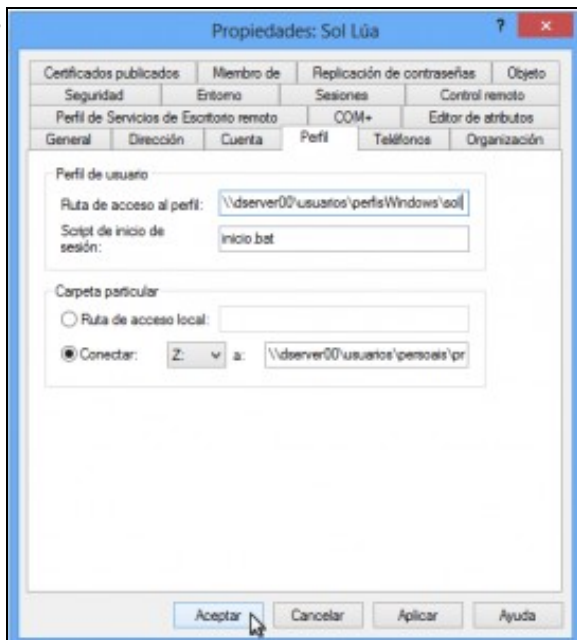 Propiedades: Sol Lúa
? ×
Certificados publicados Miembro de Replicación de contraseñas Objeto
Seguridad Entorno Sesiones Control remoto
Perfil de Servicios de Escritorio remoto COM+ Editor de atributos
General Dirección Cuenta Perfil Teléfonos Organización
Perfil de usuario
Ruta de acceso al perfil: \\dserver00\usuarios\perfisWindows\sol
Script de inicio de
sesión: inicio.bat
Carpeta particular
Ruta de acceso local:
Conectar: Z: a: \\dserver00\usuarios\persoais\pr
Aceptar Cancelar Aplicar Ayuda